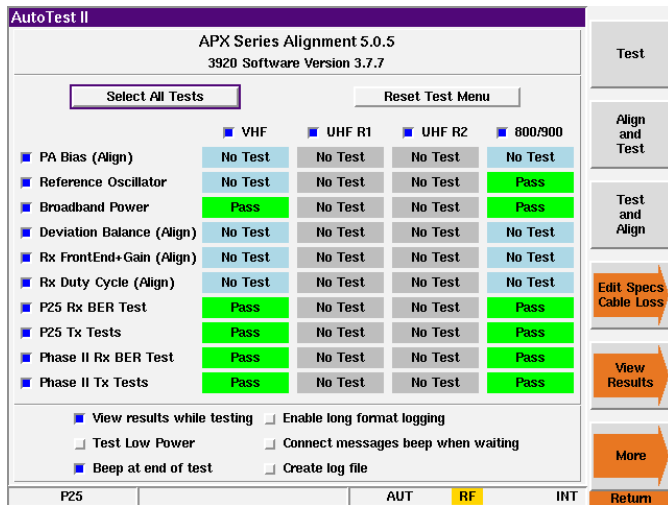 AutoTest II
APX Series Alignment 5.0.5
3920 Software Version 3.7.7
Select All Tests Reset Test Menu
VHF UHF R1 UHF R2 800/900
PA Bias (Align) No Test No Test No Test No Test
Reference Oscillator No Test No Test No Test Pass
Broadband Power Pass No Test No Test Pass
Deviation Balance (Align) No Test No Test No Test No Test
Rx FrontEnd+Gain (Align) No Test No Test No Test No Test
Rx Duty Cycle (Align) No Test No Test No Test No Test
P25 Rx BER Test Pass No Test No Test Pass
P25 Tx Tests Pass No Test No Test Pass
Phase II Rx BER Test Pass No Test No Test Pass
Phase II Tx Tests Pass No Test No Test Pass
View results while testing Enable long format logging
Test Low Power Connect messages beep when waiting
Beep at end of test Create log file
P25 AUT RF INT
Test
Align
and
Test
Test
and
Align
Edit Specs
Cable Loss
View
Results
More
Return